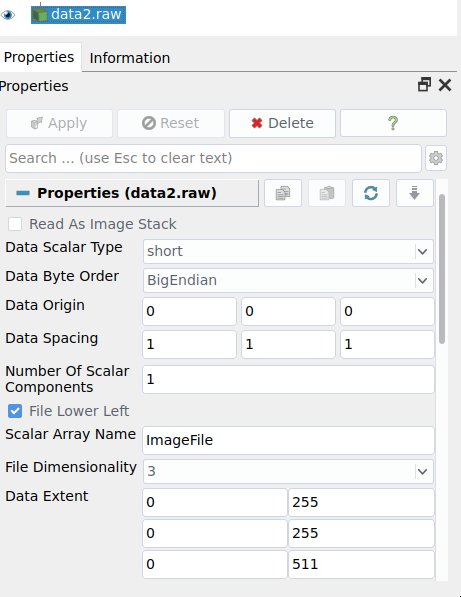 data2.raw
Properties Information
Properties
Apply Reset Delete ?
Search ... (use Esc to clear text)
Properties (data2.raw)
Read As Image Stack
Data Scalar Type short
Data Byte Order BigEndian
Data Origin 0 0 0
Data Spacing 1 1 1
Number Of Scalar
Components 1
File Lower Left
Scalar Array Name ImageFile
File Dimensionality 3
Data Extent 0 255
0 255
0 511